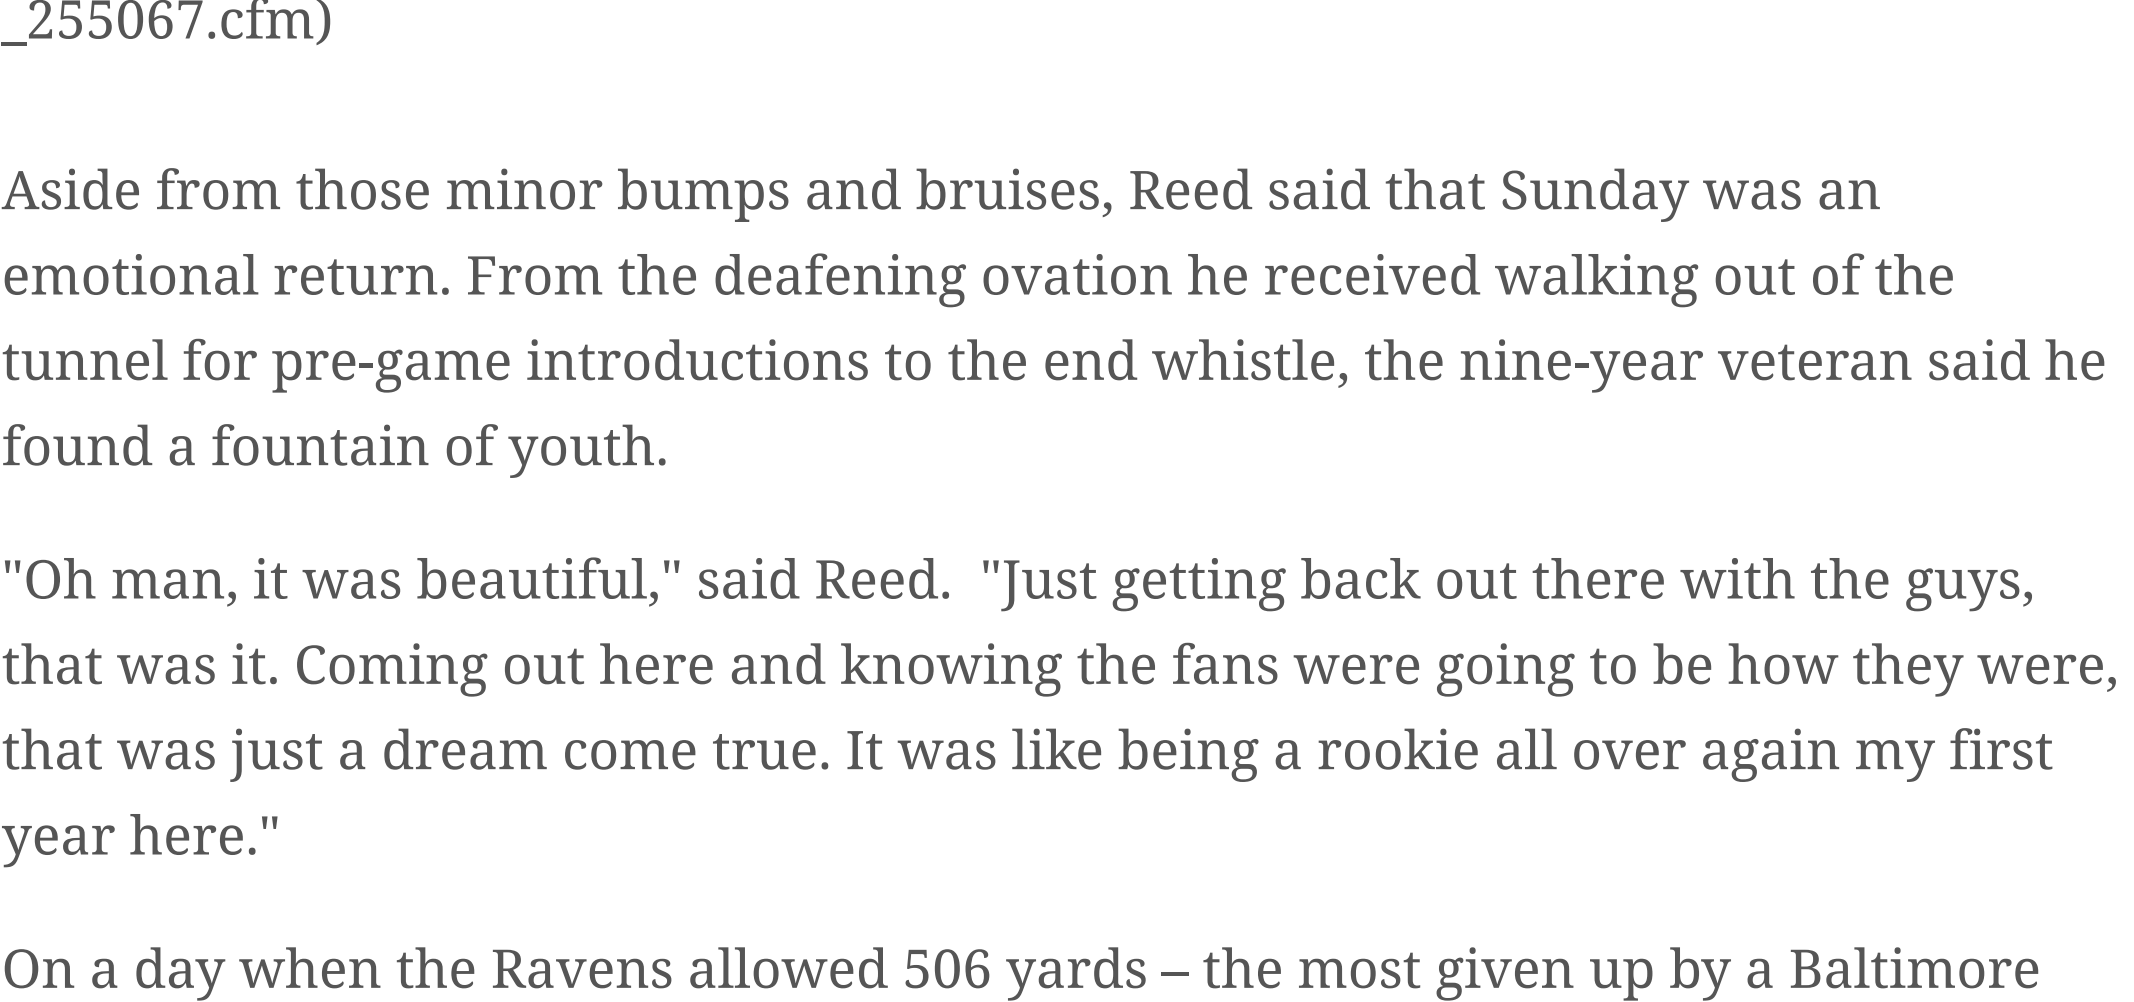 _255067.cfm)
Aside from those minor bumps and bruises, Reed said that Sunday was an
emotional return. From the deafening ovation he received walking out of the
tunnel for pre-game introductions to the end whistle, the nine-year veteran said he
found a fountain of youth.
"Oh man, it was beautiful," said Reed.  "Just getting back out there with the guys,
that was it. Coming out here and knowing the fans were going to be how they were,
that was just a dream come true. It was like being a rookie all over again my first
year here."
On a day when the Ravens allowed 506 yards – the most given up by a Baltimore